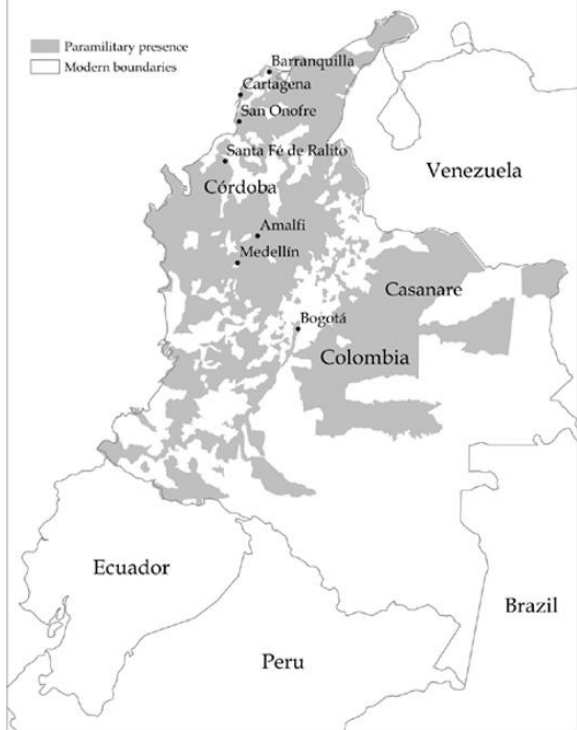 Paramilitary presence
Modern boundaries
Barranquilla
Cartagena
San Onofre
Santa Fé de Ralito
Venezuela
Córdoba
Amalfi
Medellín
Casanare
Bogotá
Colombia
Ecuador
Brazil
Peru